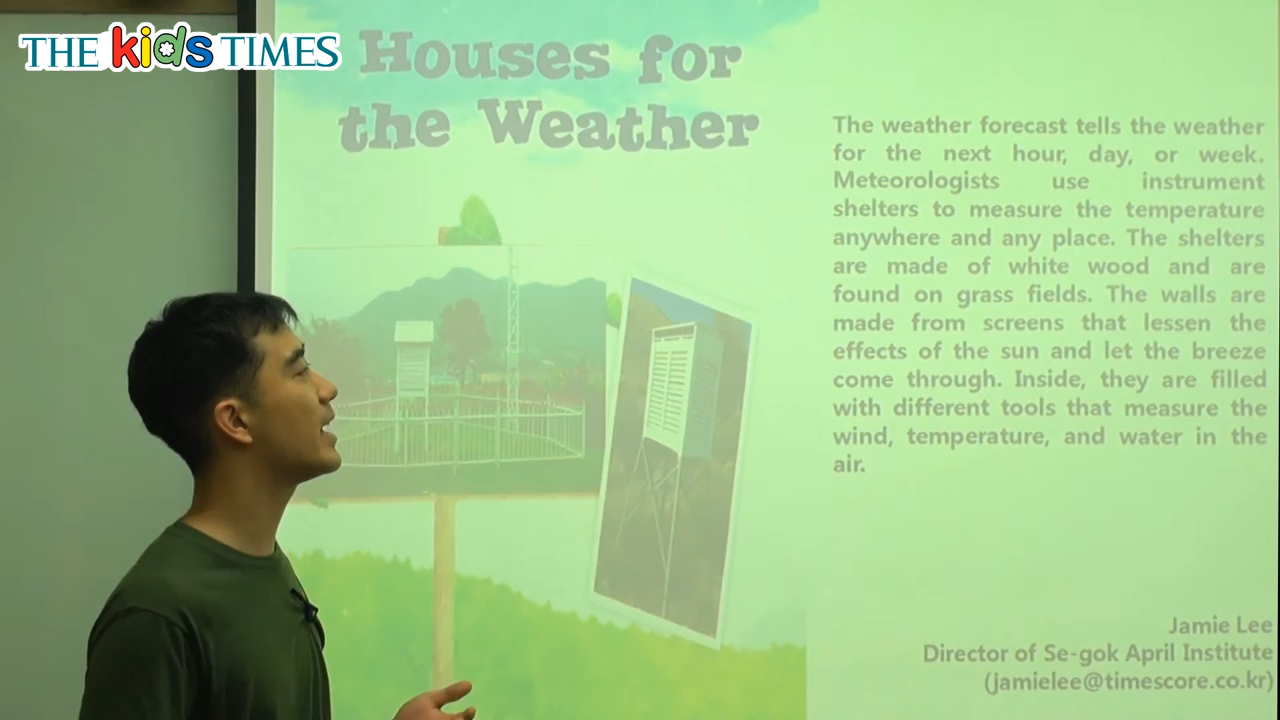 THE kids TIMES
Houses for
the Weather
The weather forecast tells the weather
for the next hour, day, or week.
Meteorologists use instrument
shelters to measure the temperature
anywhere and any place. The shelters
are made of white wood and are
found on grass fields. The walls are
made from screens that lessen the
effects of the sun and let the breeze
come through. Inside, they are filled
with different tools that measure the
wind, temperature, and water in the
air.
Jamie Lee
Director of Se-gok April Institute
(jamielee@timescore.co.kr)